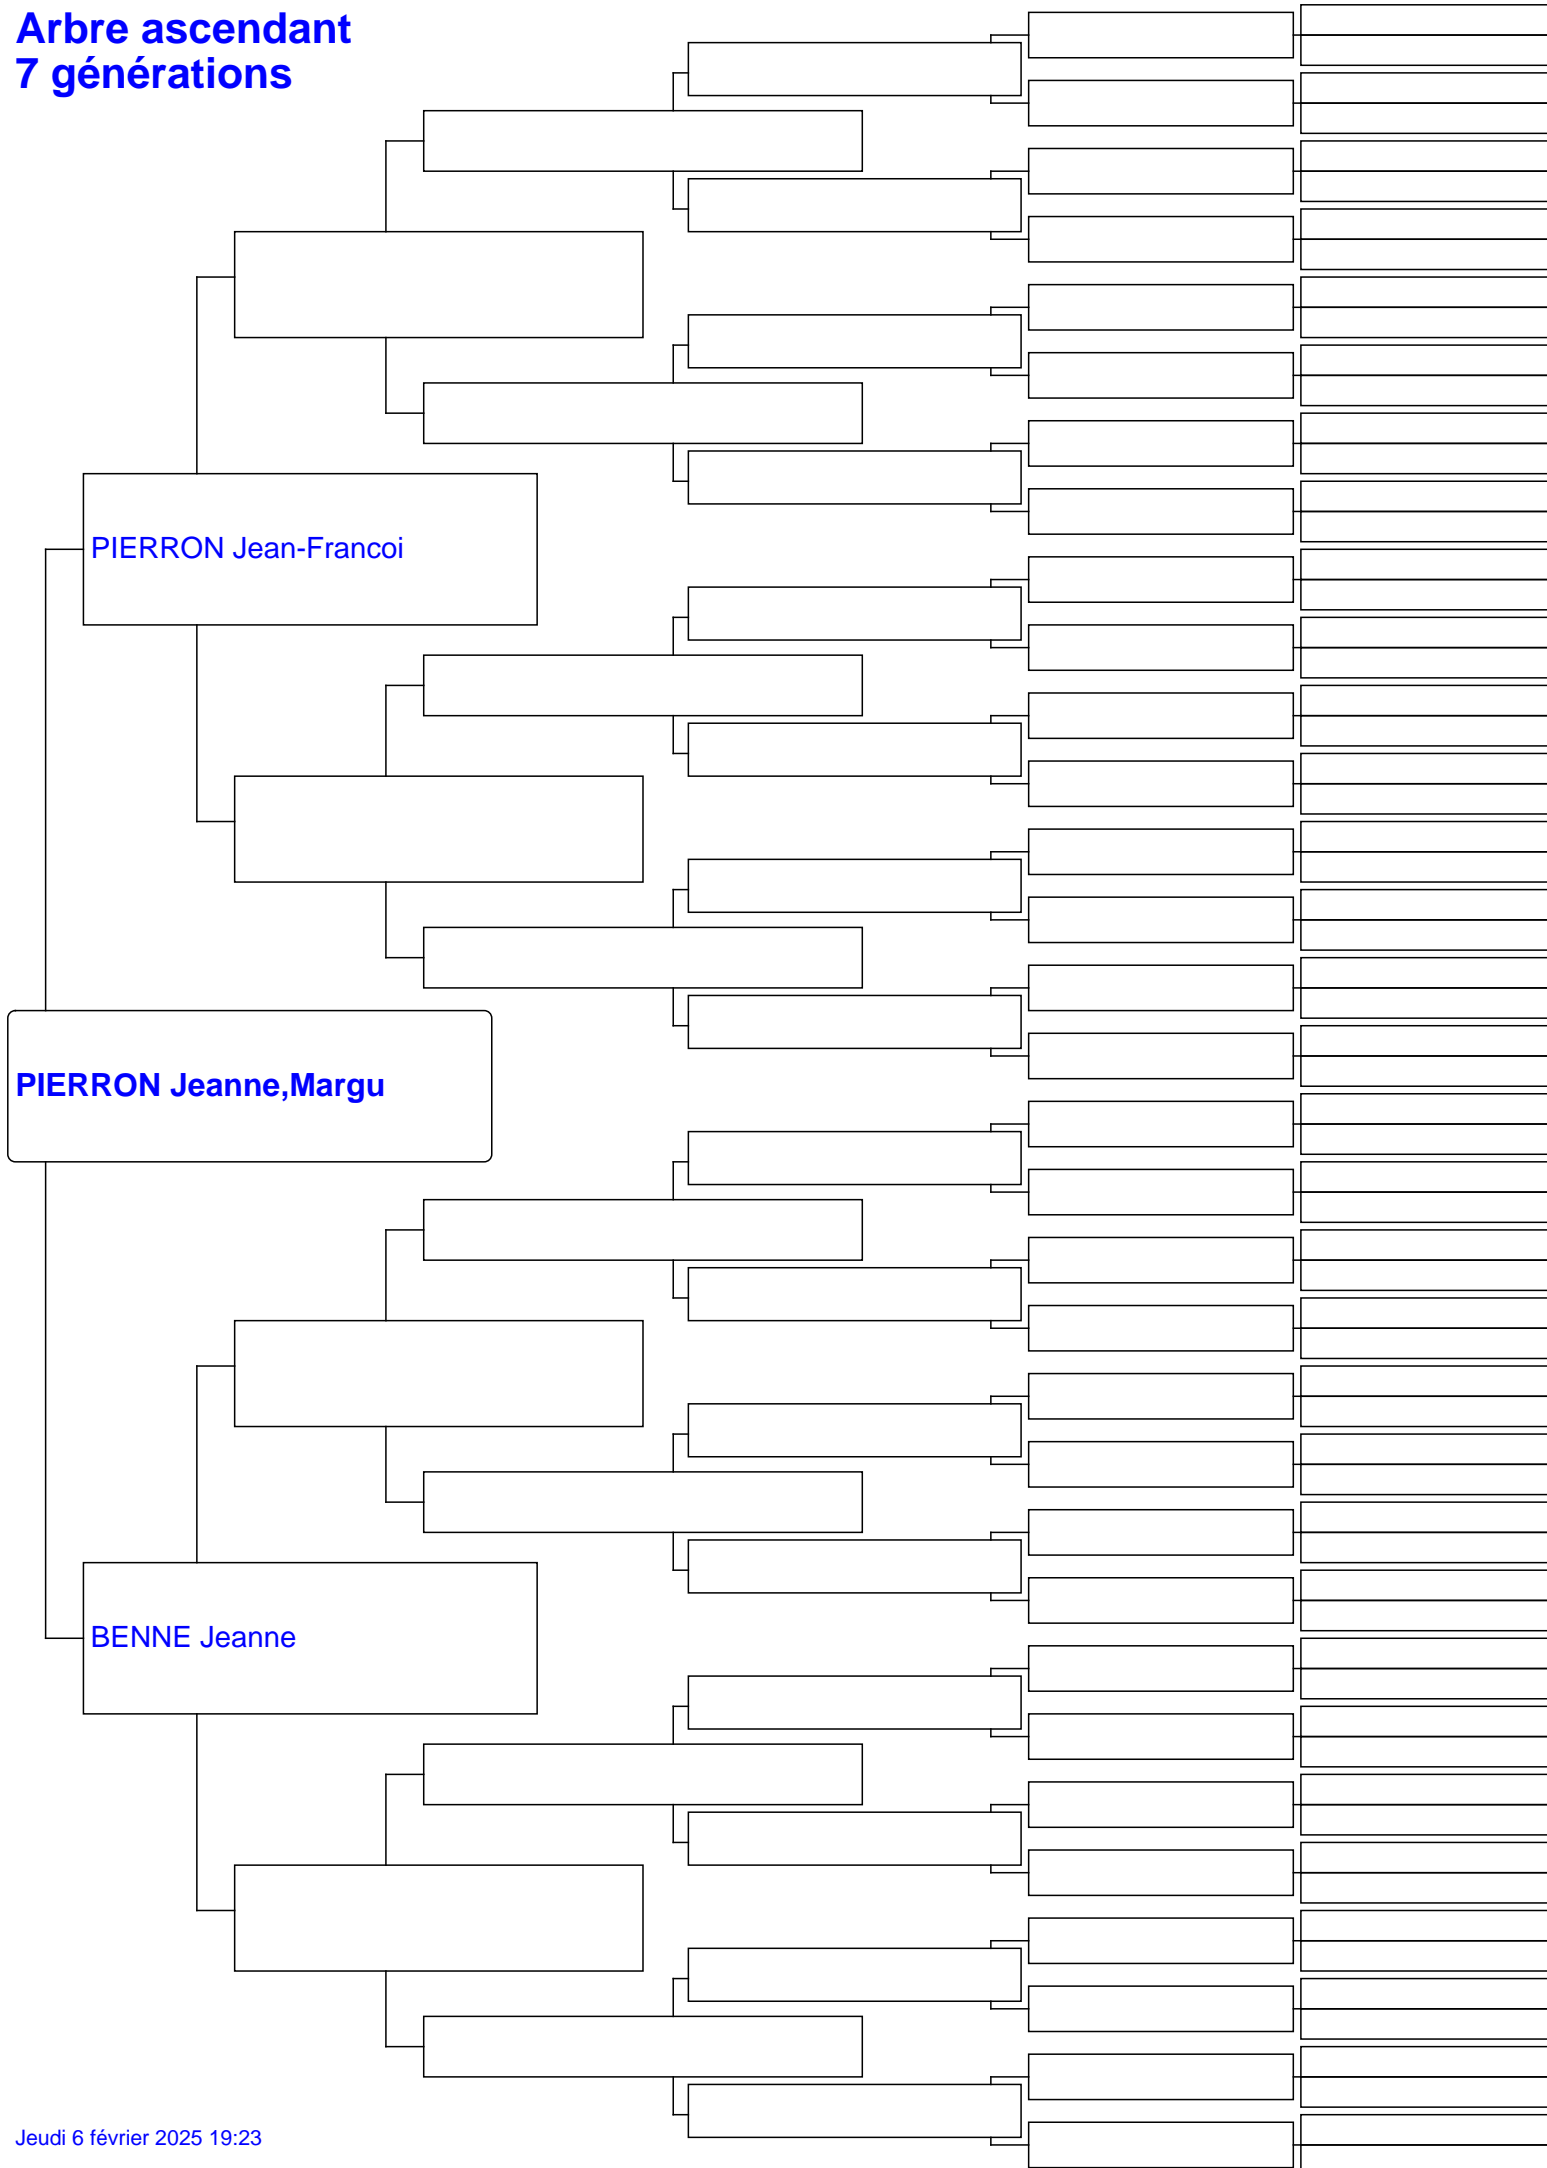 Arbre ascendant
7 générations
PIERRON Jean-Francoi
PIERRON Jeanne,Margu
BENNE Jeanne
Jeudi 6 février 2025 19:23